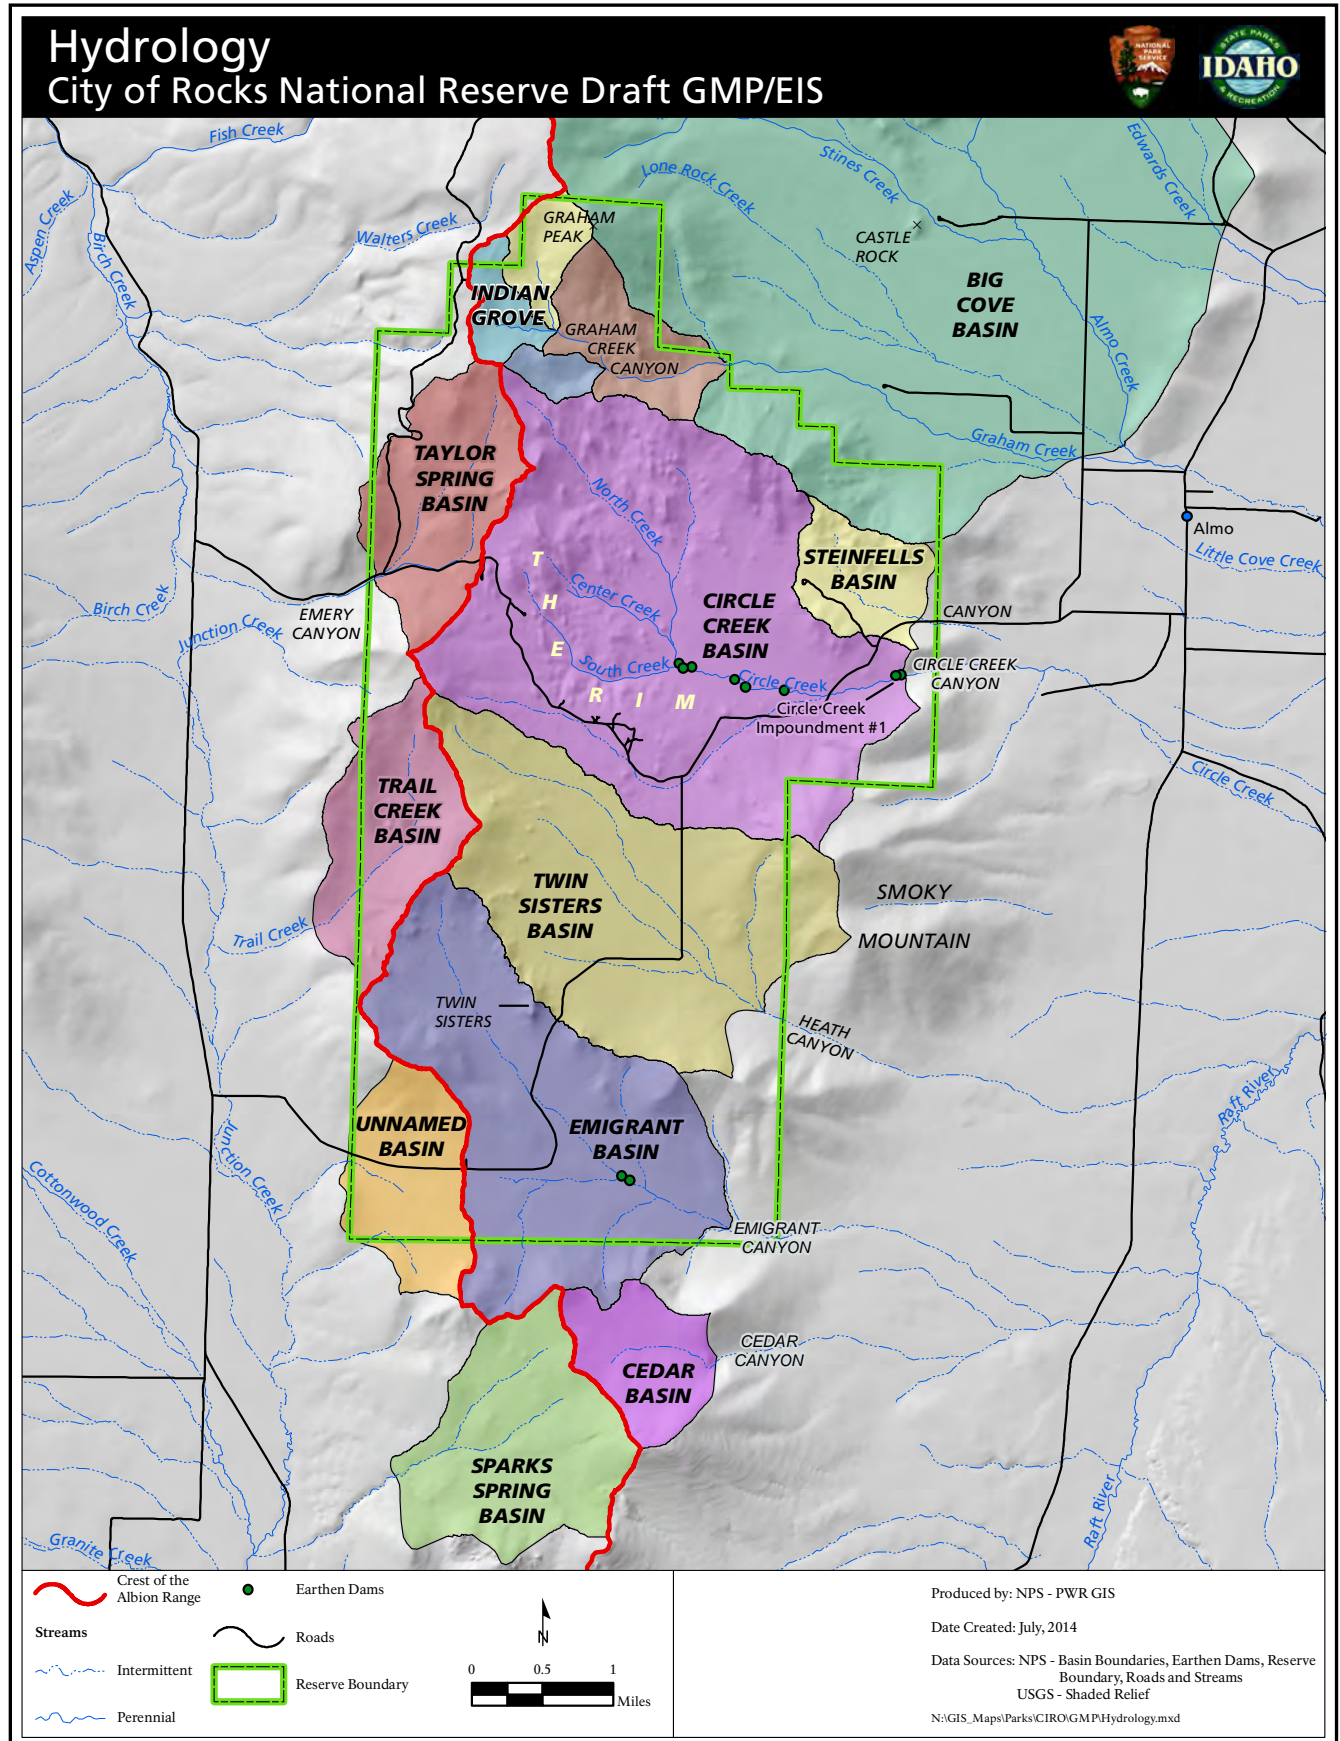 Hydrology
City of Rocks National Reserve Draft GMP/EIS
NATIONAL
PARK
SERVICE
STATE PARKS
IDAHO
& RECREATION
Fish Creek
Aspen Creek
Birch Creek
Walters Creek
Lone Rock Creek
Stines Creek
Edwards Creek
GRAHAM
PEAK
CASTLE
ROCK
INDIAN
GROVE
BIG
COVE
BASIN
GRAHAM
CREEK
CANYON
Almo Creek
Graham Creek
TAYLOR
SPRING
BASIN
North Creek
Almo
Little Cove Creek
STEINFELLS
BASIN
T
H
E
R
I
M
Center Creek
CIRCLE
CREEK
BASIN
CANYON
Birch Creek
Junction Creek
EMERY
CANYON
South Creek
Circle Creek
CIRCLE CREEK
CANYON
Circle Creek
Impoundment #1
Circle Creek
TRAIL
CREEK
BASIN
TWIN
SISTERS
BASIN
SMOKY
MOUNTAIN
Trail Creek
TWIN
SISTERS
HEATH
CANYON
Raft River
UNNAMED
BASIN
EMIGRANT
BASIN
Junction Creek
Cottonwood Creek
EMIGRANT
CANYON
CEDAR
CANYON
CEDAR
BASIN
SPARKS
SPRING
BASIN
Raft River
Granite Creek
Crest of the
Albion Range
Earthen Dams
Streams
Roads
Intermittent
Reserve Boundary
Perennial
N
0 0.5 1
Miles
Produced by: NPS - PWR GIS
Date Created: July, 2014
Data Sources: NPS - Basin Boundaries, Earthen Dams, Reserve
Boundary, Roads and Streams
USGS - Shaded Relief
N:\GIS_Maps\Parks\CIRO\GMP\Hydrology.mxd